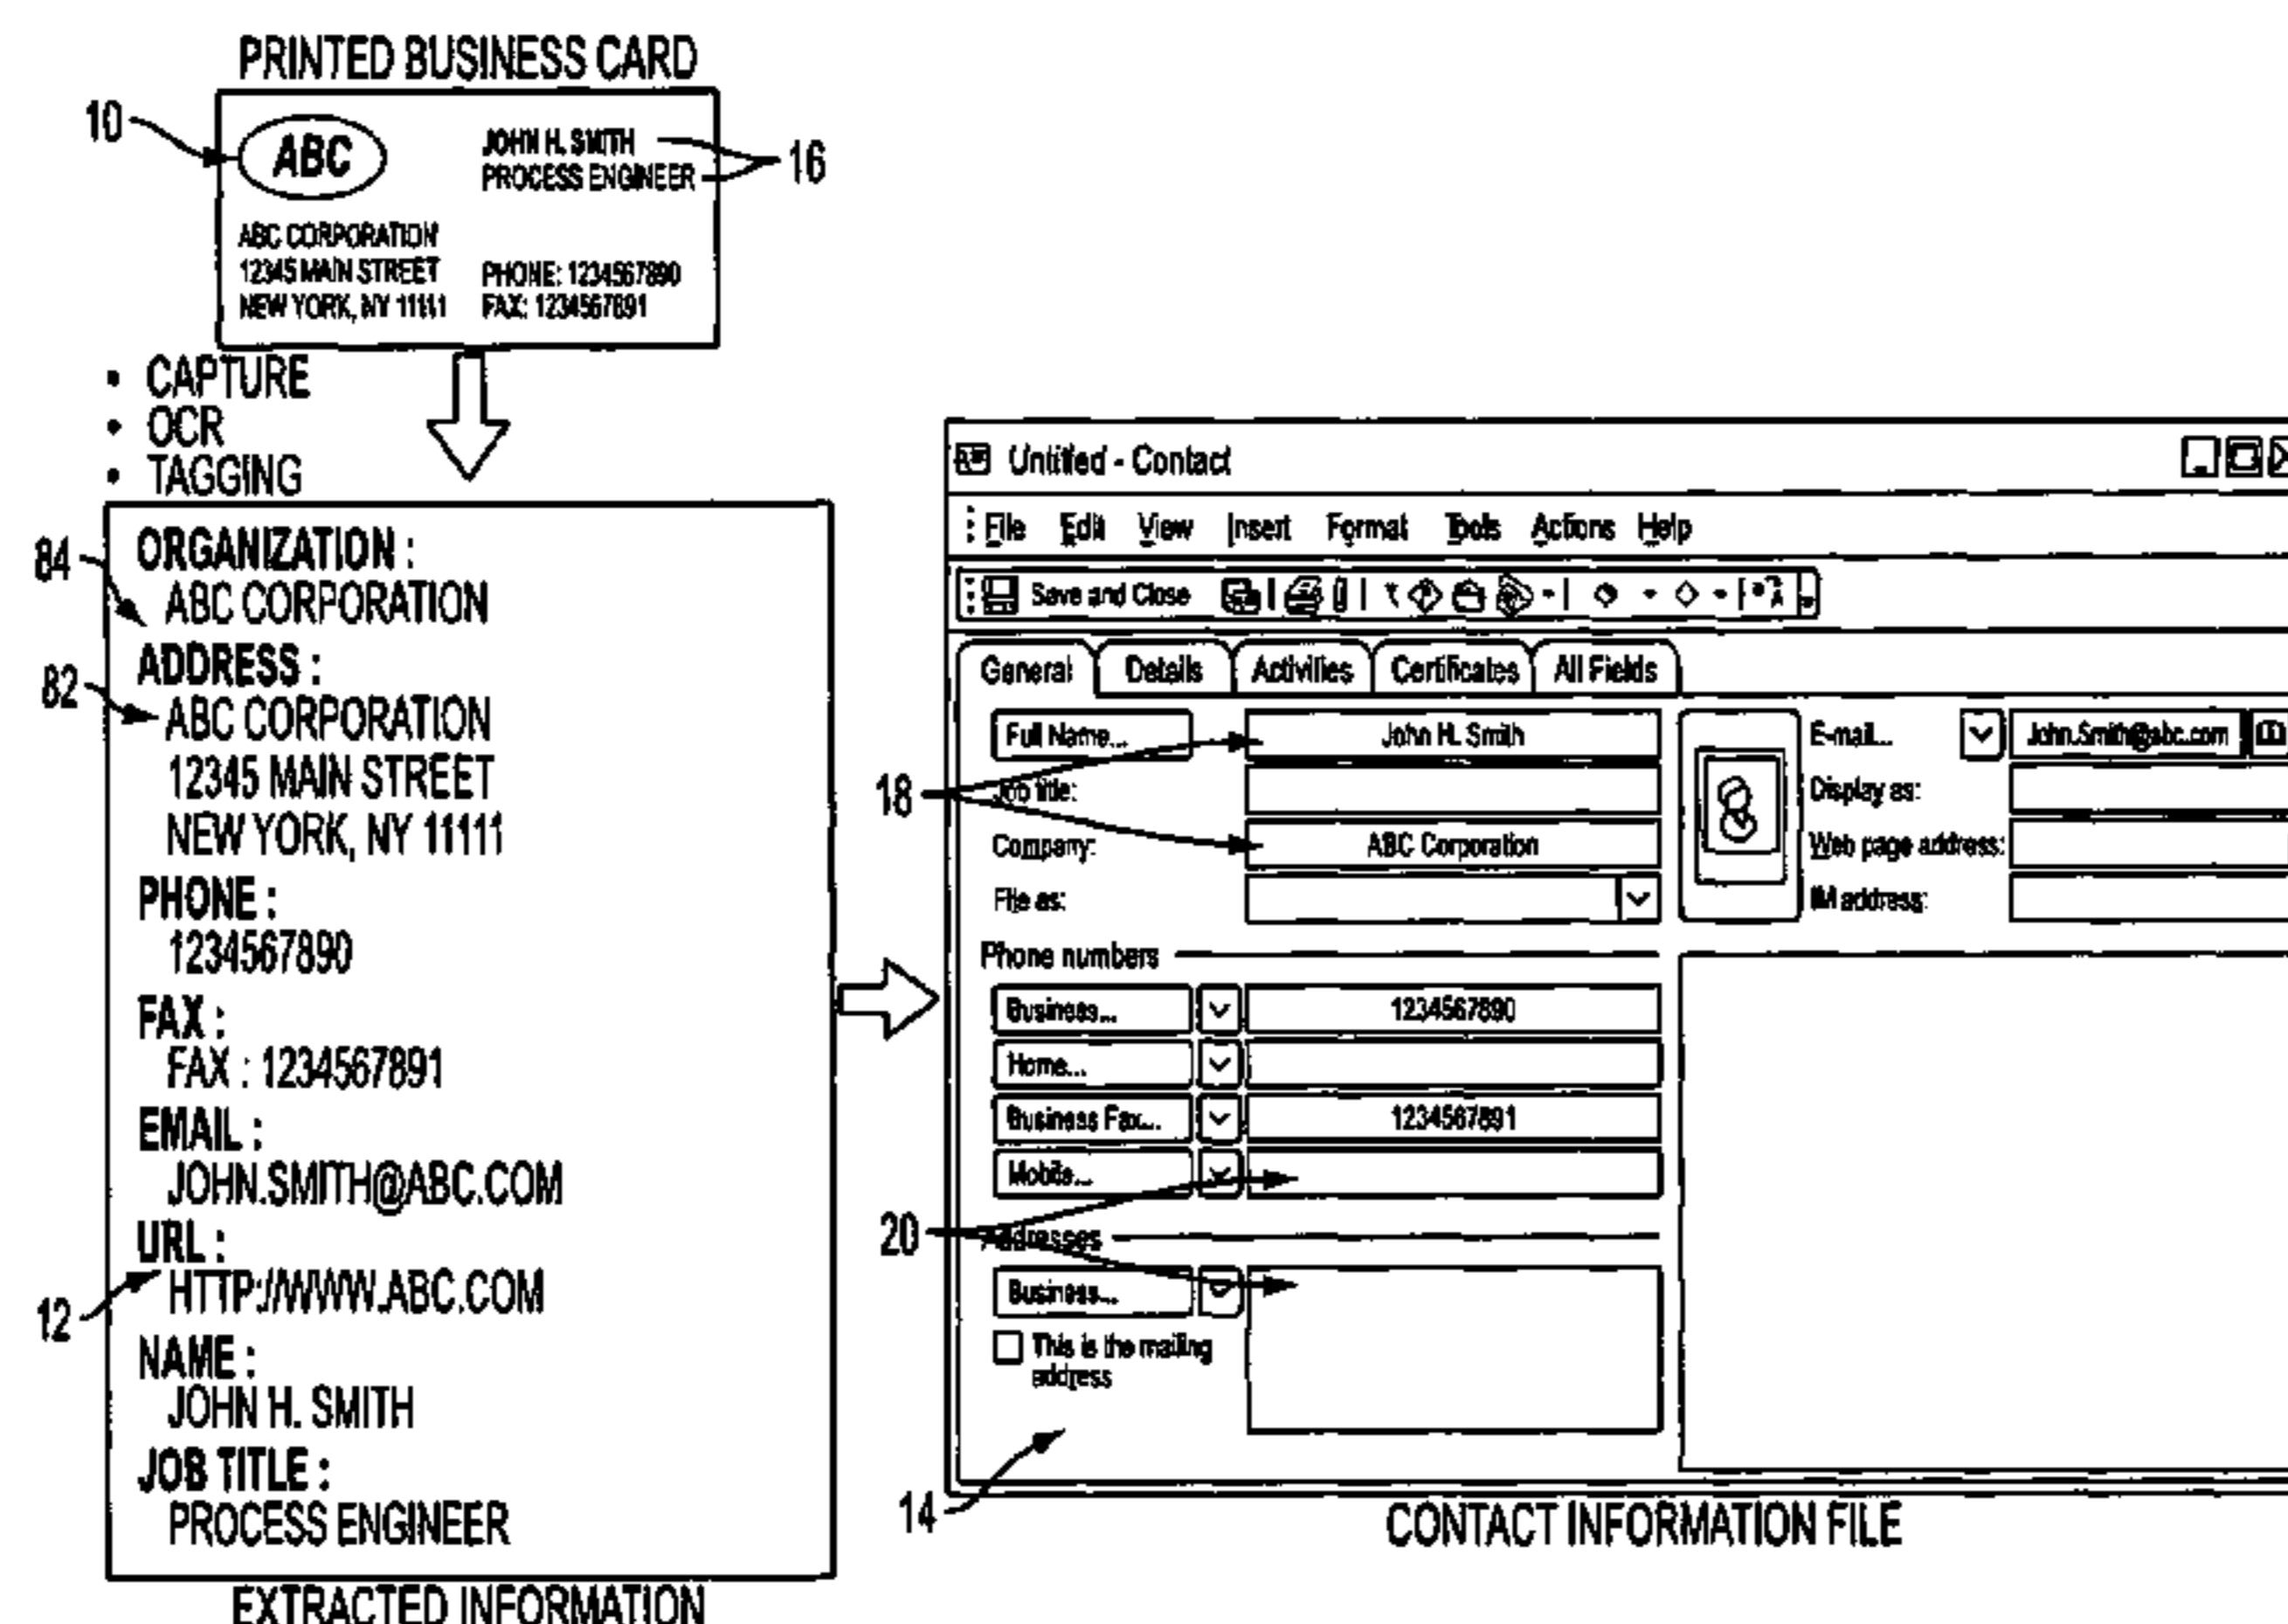 PRINTED BUSINESS CARD
10
ABC
JOHN H. SMITH
PROCESS ENGINEER
16
ABC CORPORATION
12345 MAIN STREET
NEW YORK, NY 11111
PHONE: 1234567890
FAX: 1234567891
• CAPTURE
• OCR
• TAGGING
84
82
12
ORGANIZATION :
ABC CORPORATION
ADDRESS :
ABC CORPORATION
12345 MAIN STREET
NEW YORK, NY 11111
PHONE :
1234567890
FAX :
FAX : 1234567891
EMAIL :
JOHN.SMITH@ABC.COM
URL :
HTTP://WWW.ABC.COM
NAME :
JOHN H. SMITH
JOB TITLE :
PROCESS ENGINEER
EXTRACTED INFORMATION
Untitled - Contact
File Edit View Insert Format Tools Actions Help
Save and Close
General Details Activities Certificates All Fields
Full Name... John H. Smith
18
Job title:
Company: ABC Corporation
File as:
E-mail... John.Smith@abc.com
Display as:
Web page address:
IM address:
Phone numbers
Business... 1234567890
Home...
Business Fax... 1234567891
Mobile...
20
Addresses
Business...
This is the mailing
address
14
CONTACT INFORMATION FILE